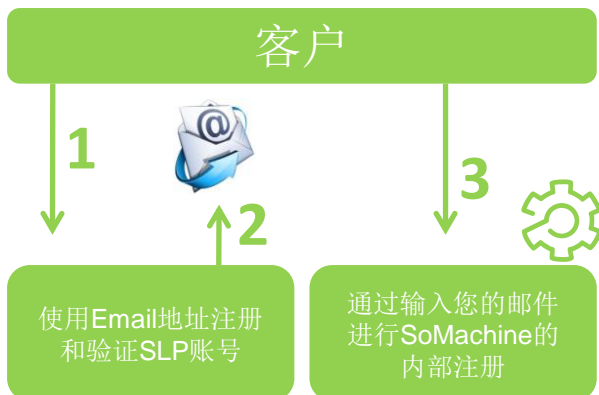 客户
1
@
3
2
使用Email地址注册
和验证SLP账号
通过输入您的邮件
进行SoMachine的
内部注册